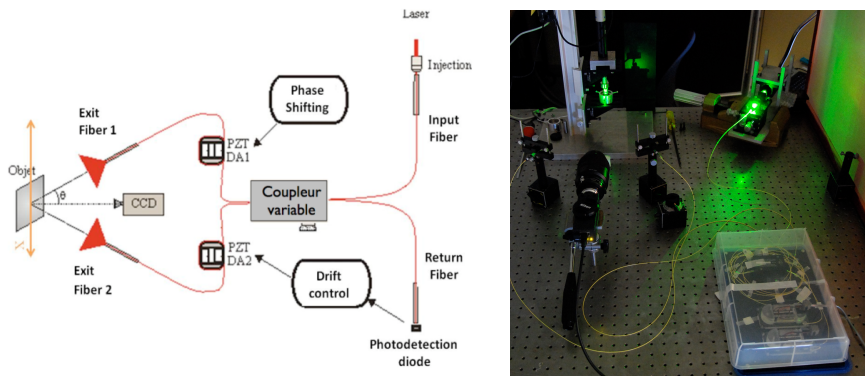 Laser
Injection
Phase
Shifting
Exit
Fiber 1
Input
Fiber
PZT
DA1
Objet
θ
CCD
Coupleur
variable
X
PZT
DA2
Exit
Fiber 2
Drift
control
Return
Fiber
Photodetection
diode